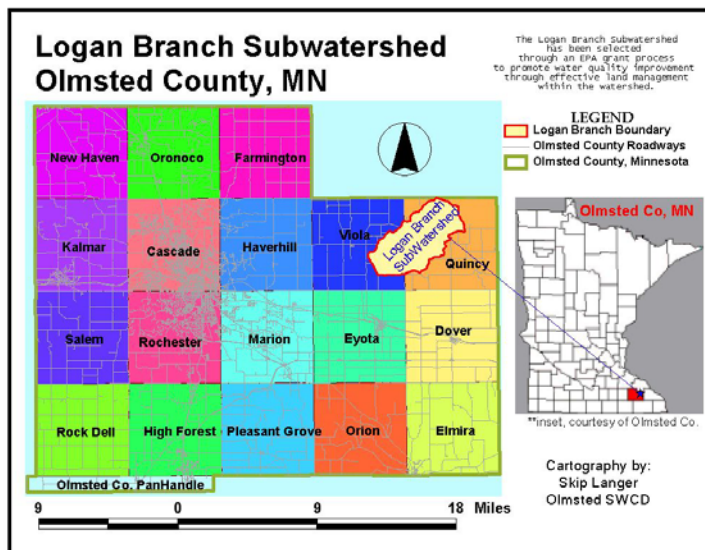 Logan Branch Subwatershed
Olmsted County, MN
The Logan Branch Subwatershed
has been selected
through an EPA grant process
to promote water quality improvement
through effective land management
within the watershed.
LEGEND
Logan Branch Boundary
Olmsted County Roadways
Olmsted County, Minnesota
New Haven
Oronoco
Farmington
Kalmar
Cascade
Haverhill
Viola
Logan Branch
SubWatershed
Quincy
Salem
Rochester
Marion
Eyota
Dover
Rock Dell
High Forest
Pleasant Grove
Orion
Elmira
Olmsted Co. PanHandle
9 0 9 18 Miles
Olmsted Co, MN
**inset, courtesy of Olmsted Co.
Cartography by:
Skip Langer
Olmsted SWCD